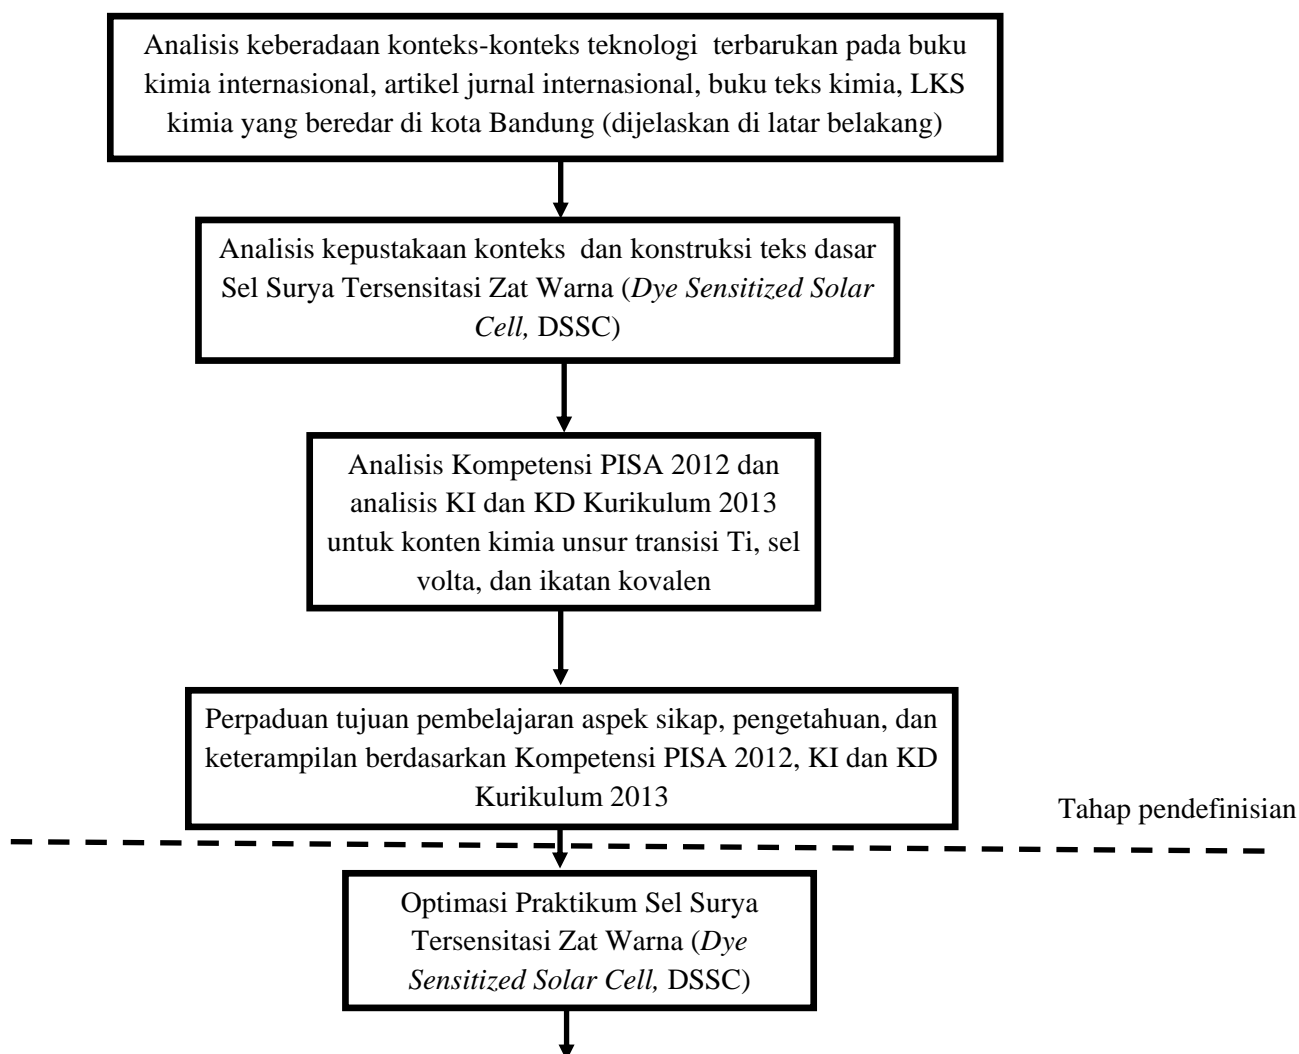 Analisis keberadaan konteks-konteks teknologi  terbarukan pada buku
kimia internasional, artikel jurnal internasional, buku teks kimia, LKS
kimia yang beredar di kota Bandung (dijelaskan di latar belakang)
Analisis kepustakaan konteks  dan konstruksi teks dasar
Sel Surya Tersensitasi Zat Warna (Dye Sensitized Solar
Cell, DSSC)
Analisis Kompetensi PISA 2012 dan
analisis KI dan KD Kurikulum 2013
untuk konten kimia unsur transisi Ti, sel
volta, dan ikatan kovalen
Perpaduan tujuan pembelajaran aspek sikap, pengetahuan, dan
keterampilan berdasarkan Kompetensi PISA 2012, KI dan KD
Kurikulum 2013
Tahap pendefinisian
Optimasi Praktikum Sel Surya
Tersensitasi Zat Warna (Dye
Sensitized Solar Cell, DSSC)